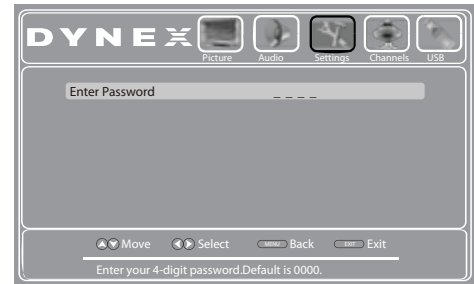 DYNEX
Picture Audio Settings Channels USB
Enter Password _ _ _ _
Move Select MENU Back EXIT Exit
Enter your 4-digit password.Default is 0000.